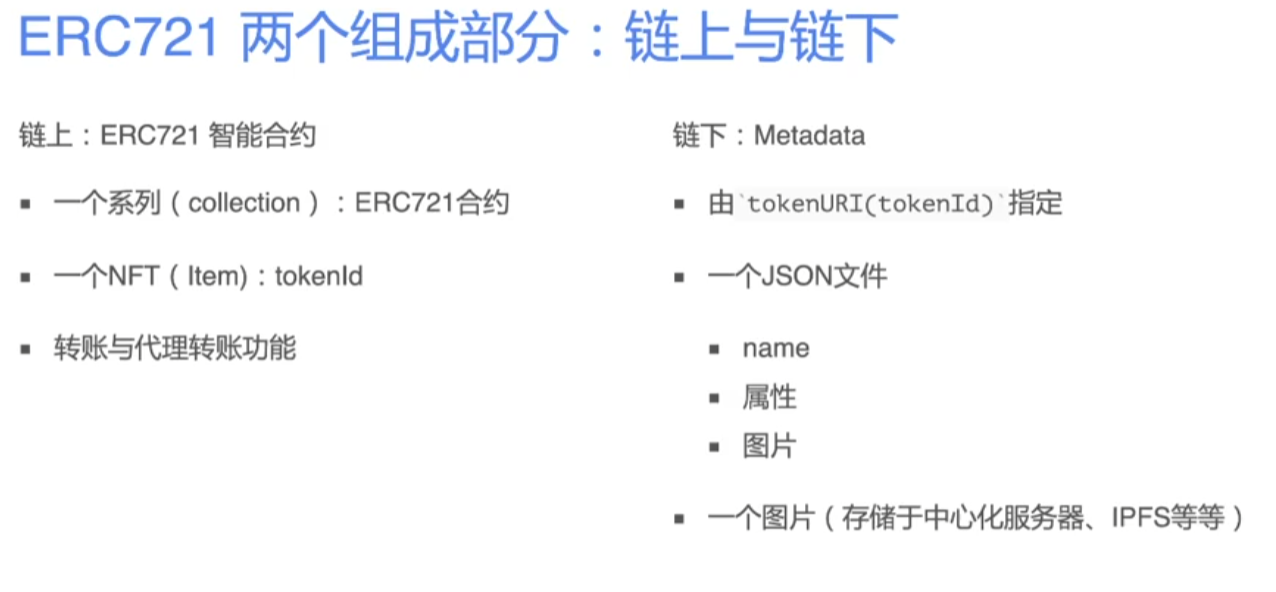 ERC721 两个组成部分：链上与链下
链上：ERC721 智能合约
一个系列（collection）：ERC721合约
一个NFT（Item)：tokenId
转账与代理转账功能
链下：Metadata
由`tokenURI(tokenId)`指定
一个JSON文件
name
属性
图片
一个图片（存储于中心化服务器、IPFS等等）